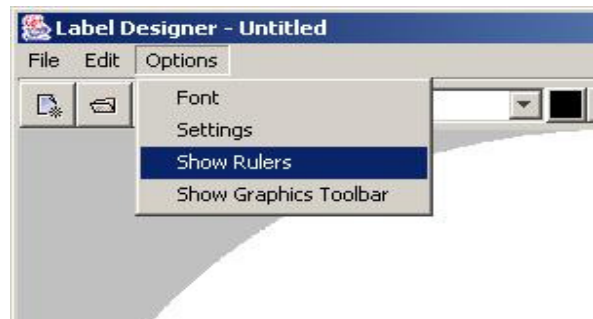 Label Designer - Untitled
File Edit Options
Font
Settings
Show Rulers
Show Graphics Toolbar